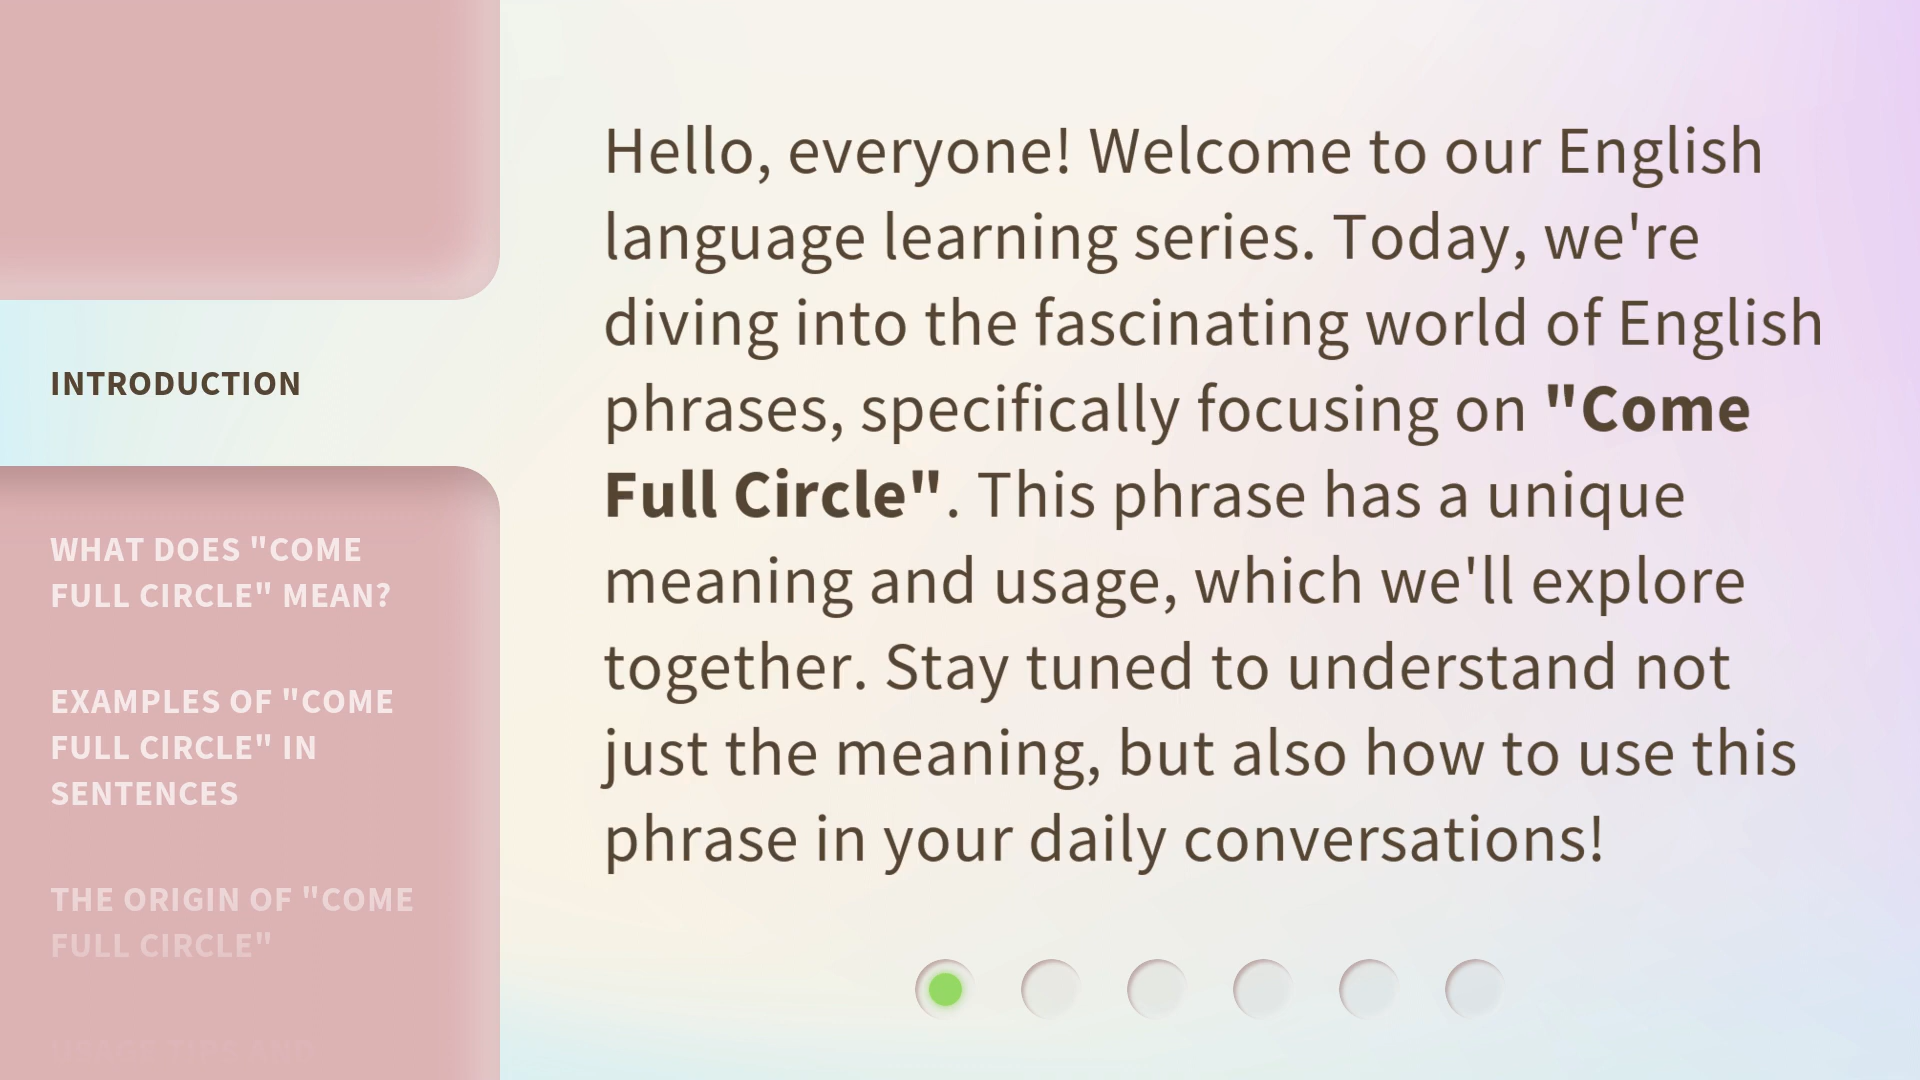 INTRODUCTION
WHAT DOES "COME
FULL CIRCLE" MEAN?
EXAMPLES OF "COME
FULL CIRCLE" IN
SENTENCES
THE ORIGIN OF "COME
FULL CIRCLE"
USAGE TIPS AND
Hello, everyone! Welcome to our English
language learning series. Today, we're
diving into the fascinating world of English
phrases, specifically focusing on "Come
Full Circle". This phrase has a unique
meaning and usage, which we'll explore
together. Stay tuned to understand not
just the meaning, but also how to use this
phrase in your daily conversations!